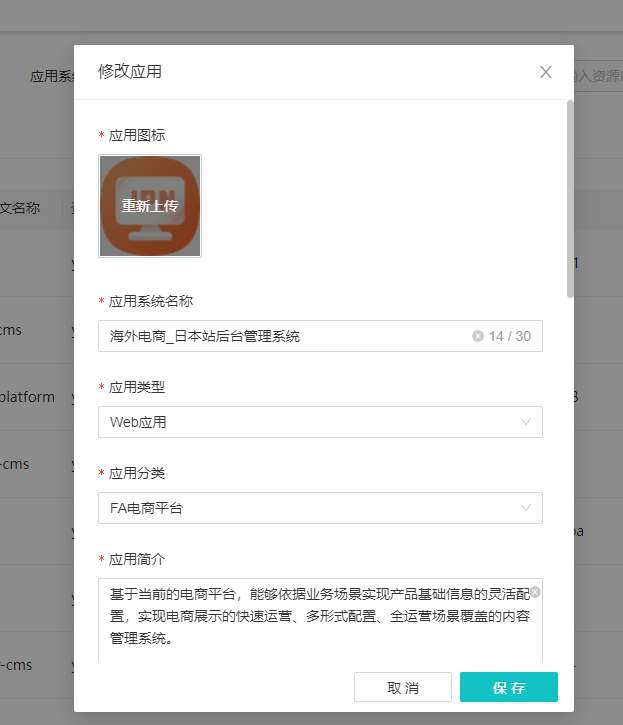 修改应用
应用系
输入资源
* 应用图标
重新上传
文名称
* 应用系统名称
海外电商_日本站后台管理系统 14 / 30
cms
* 应用类型
platform
Web应用
-cms
* 应用分类
FA电商平台
* 应用简介
基于当前的电商平台，能够依据业务场景实现产品基础信息的灵活配
置，实现电商展示的快速运营、多形式配置、全运营场景覆盖的内容
管理系统。
r-cms
取 消
保 存